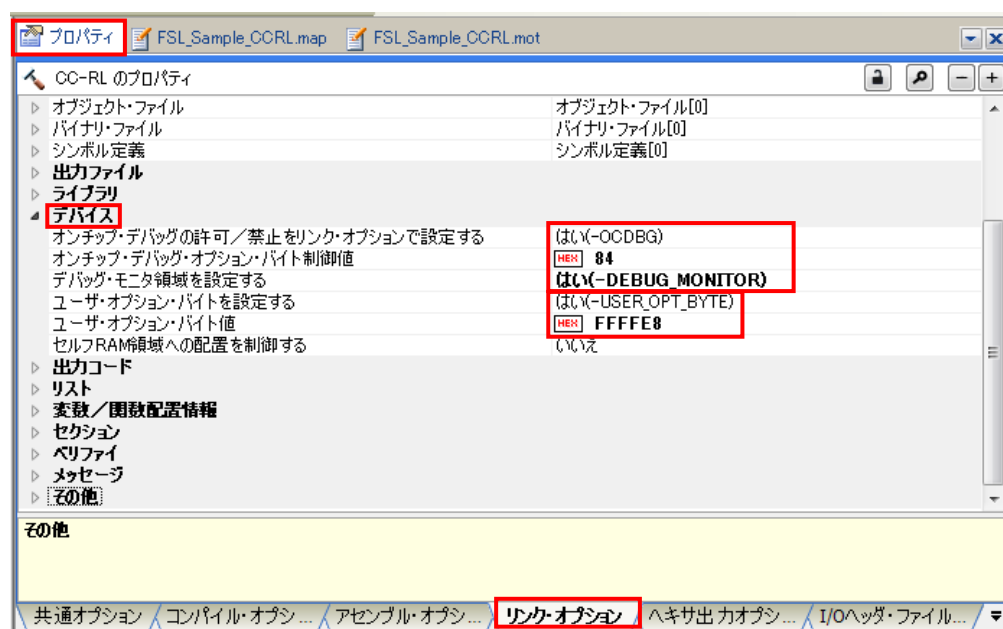 プロパティ FSL_Sample_CCRL.map FSL_Sample_CCRL.mot
CC-RL のプロパティ
オブジェクト・ファイル オブジェクト・ファイル[0]
バイナリ・ファイル バイナリ・ファイル[0]
シンボル定義 シンボル定義[0]
出力ファイル
ライブラリ
デバイス
オンチップ・デバッグの許可／禁止をリンク・オプションで設定する はい(-OCDBG)
オンチップ・デバッグ・オプション・バイト制御値 HEX 84
デバッグ・モニタ領域を設定する はい(-DEBUG_MONITOR)
ユーザ・オプション・バイトを設定する はい(-USER_OPT_BYTE)
ユーザ・オプション・バイト値 HEX FFFFE8
セルフRAM領域への配置を制御する いいえ
出力コード
リスト
変数／関数配置情報
セクション
ベリファイ
メッセージ
その他
その他
共通オプション コンパイル・オプシ... アセンブル・オプシ... リンク・オプション ヘキサ出力オプシ... I/Oヘッダ・ファイル...